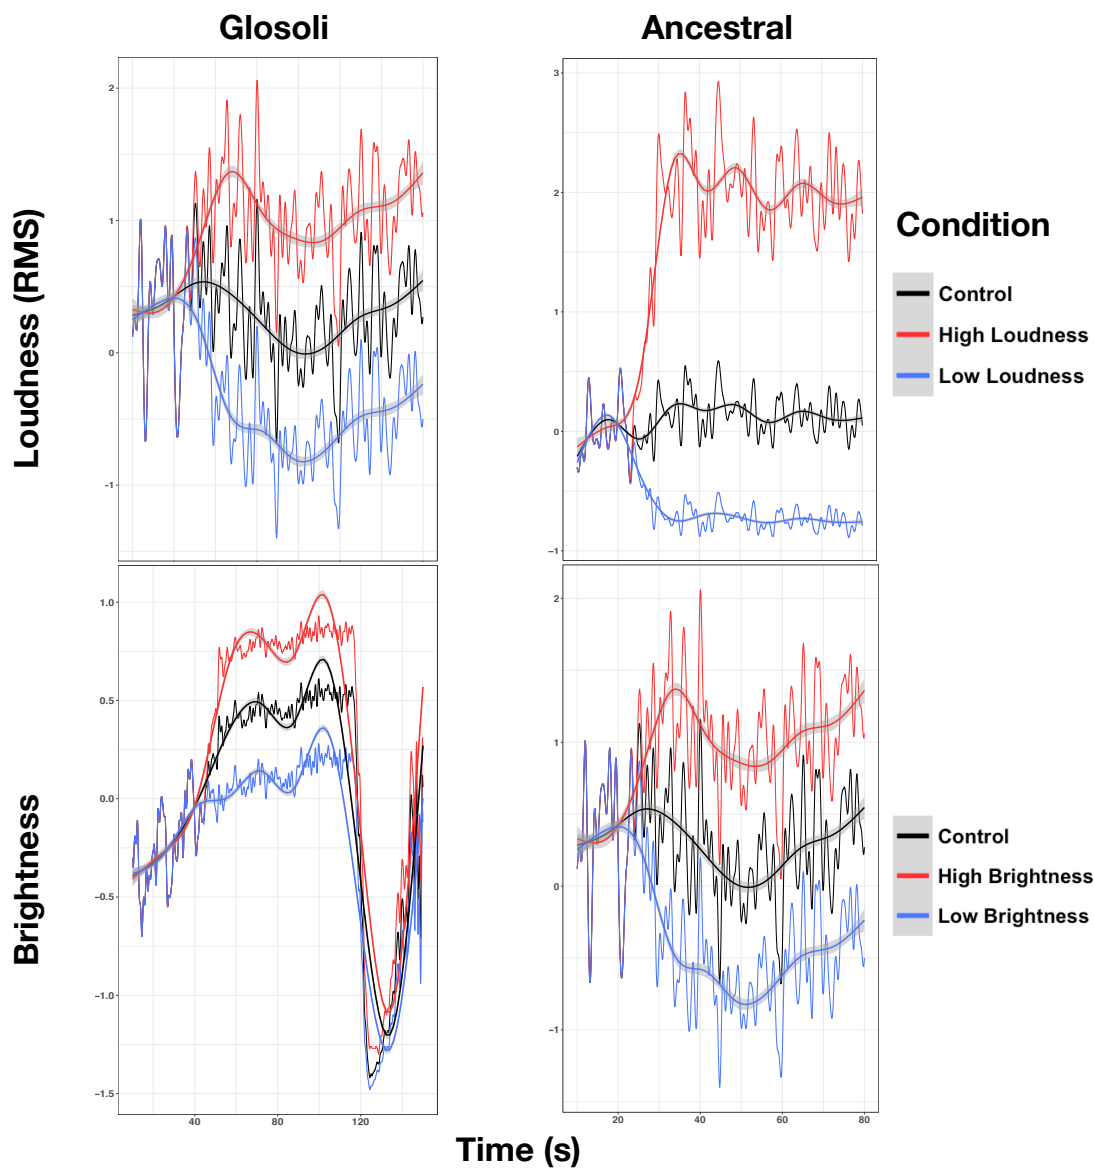 Glosoli
Ancestral
Loudness (RMS)
2
1
0
−1
3
2
1
0
−1
Condition
Control
High Loudness
Low Loudness
Brightness
1.0
0.5
0.0
−0.5
−1.0
−1.5
40
80
120
2
1
0
−1
20
40
60
80
Control
High Brightness
Low Brightness
Time (s)